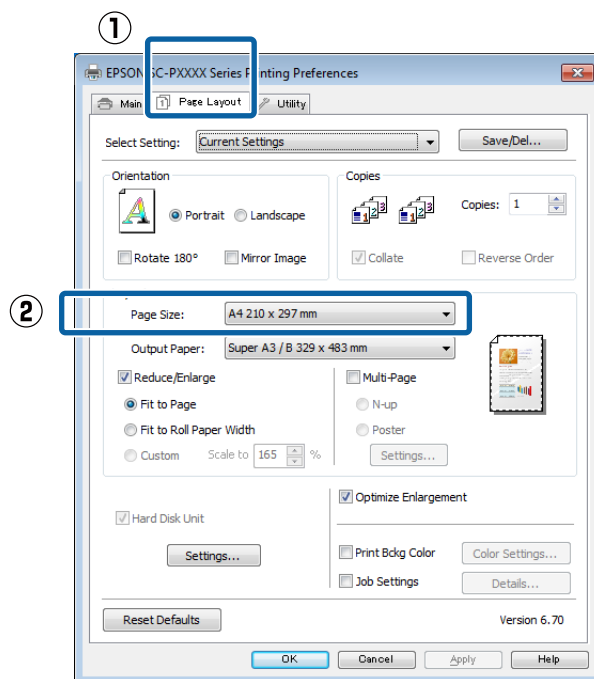 ①
EPSON SC-PXXXX Series Printing Preferences
Main Page Layout Utility
Select Setting: Current Settings Save/Del...
Orientation Copies
Portrait Landscape Copies: 1
Rotate 180° Mirror Image Collate Reverse Order
②
Page Size: A4 210 x 297 mm
Output Paper: Super A3 / B 329 x 483 mm
Reduce/Enlarge Multi-Page
Fit to Page N-up
Fit to Roll Paper Width Poster
Custom Scale to 165 % Settings...
Optimize Enlargement
Hard Disk Unit
Settings... Print Bckg Color Color Settings...
Job Settings Details...
Reset Defaults Version 6.70
OK Cancel Apply Help